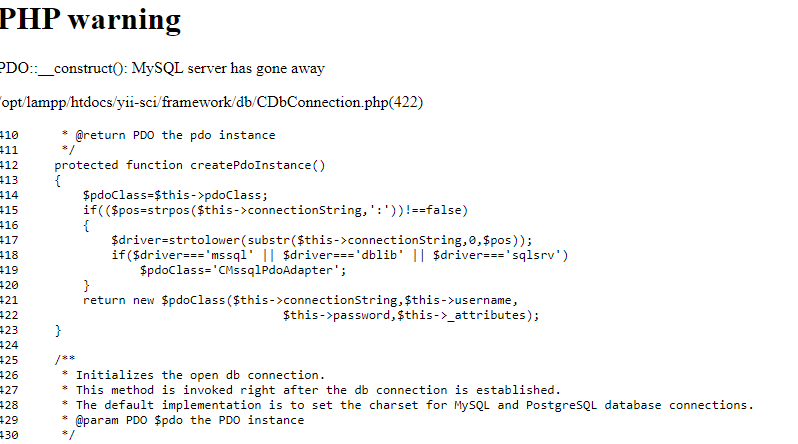 PHP warning
PDO::__construct(): MySQL server has gone away
/opt/lampp/htdocs/yii-sci/framework/db/CDbConnection.php(422)
410 * @return PDO the pdo instance
411 */
412 protected function createPdoInstance()
413 {
414 $pdoClass=$this->pdoClass;
415 if(($pos=strpos($this->connectionString,':'))!==false)
416 {
417 $driver=strtolower(substr($this->connectionString,0,$pos));
418 if($driver==='mssql' || $driver==='dblib' || $driver==='sqlsrv')
419 $pdoClass='CMssqlPdoAdapter';
420 }
421 return new $pdoClass($this->connectionString,$this->username,
422 $this->password,$this->_attributes);
423 }
424
425 /**
426 * Initializes the open db connection.
427 * This method is invoked right after the db connection is established.
428 * The default implementation is to set the charset for MySQL and PostgreSQL database connections.
429 * @param PDO $pdo the PDO instance
430 */